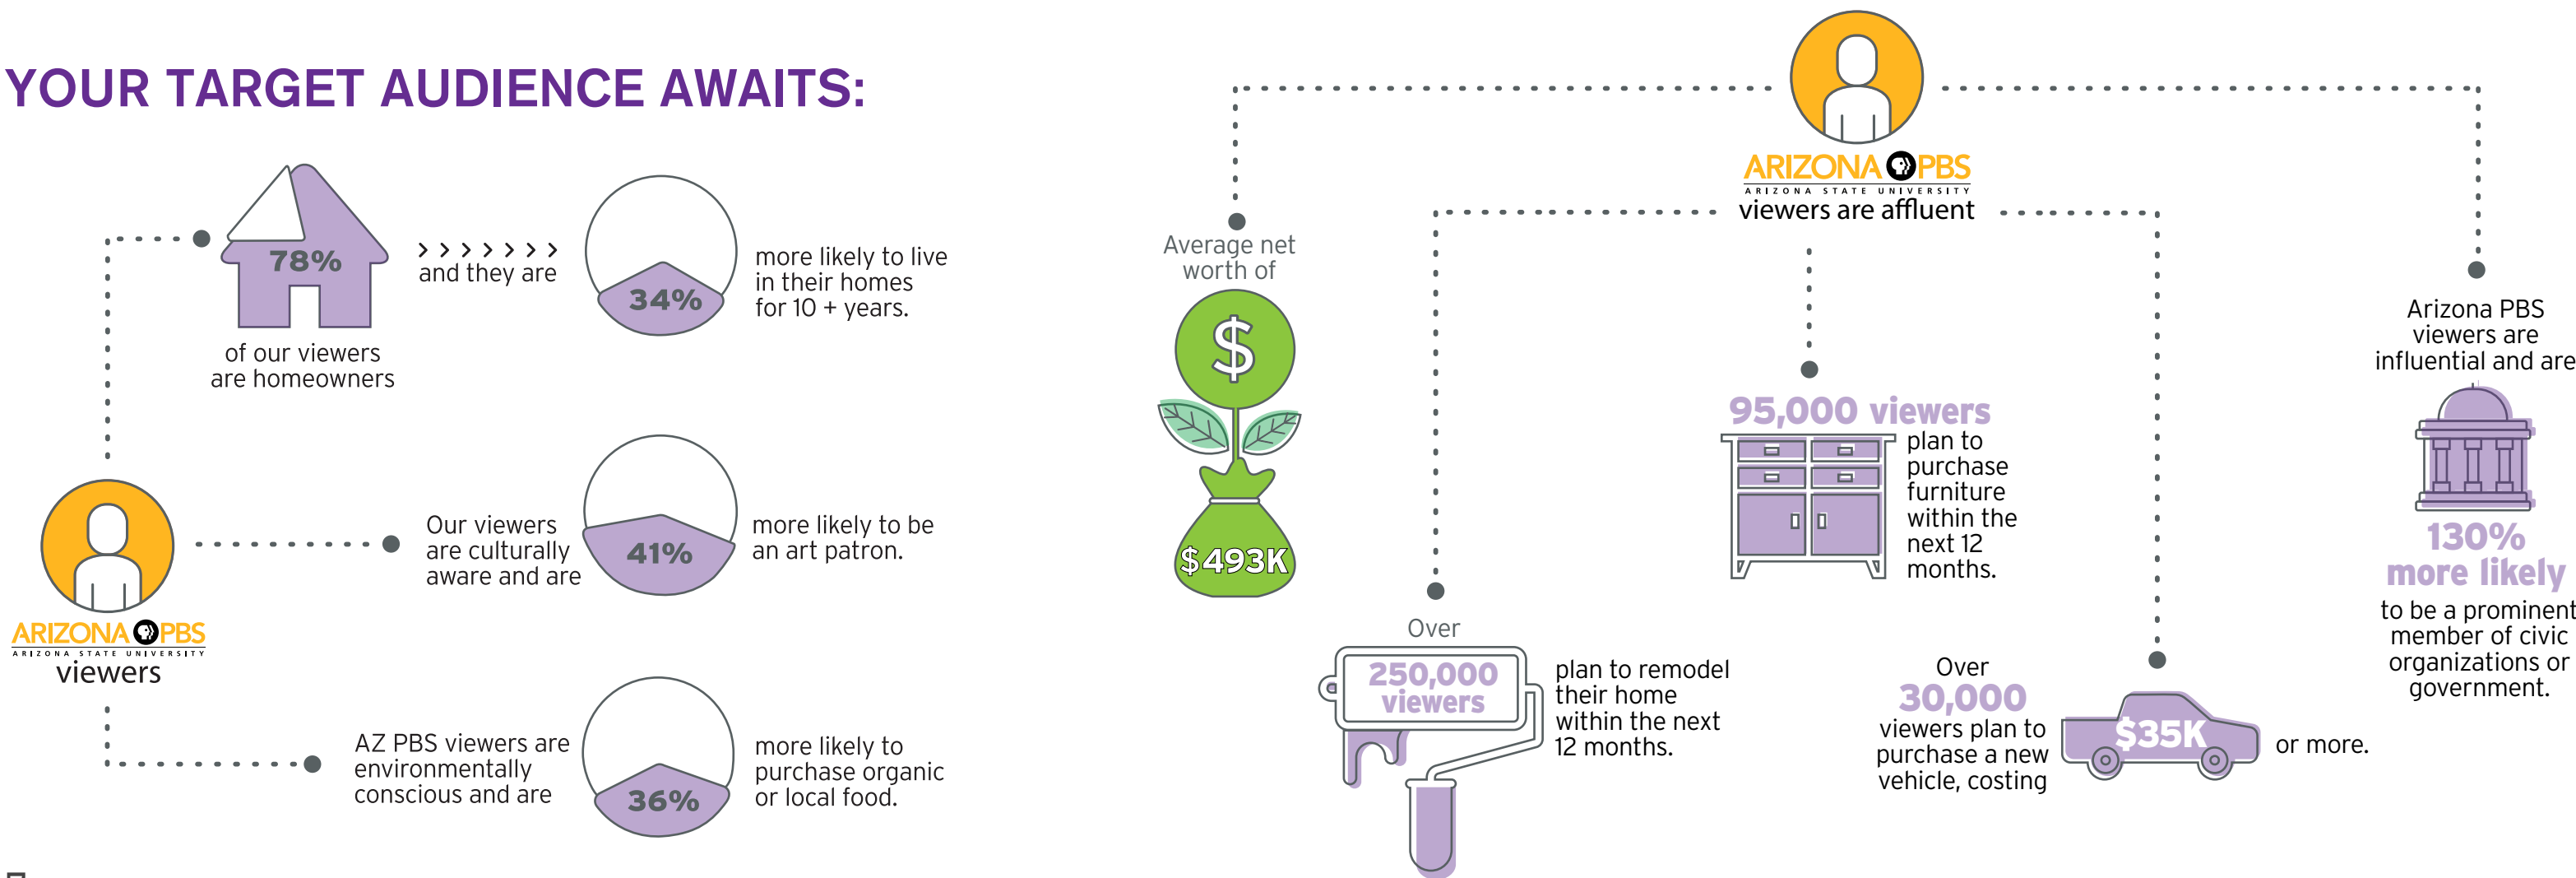 YOUR TARGET AUDIENCE AWAITS:
78%
of our viewers
are homeowners
> > > > > > >
and they are
34%
more likely to live
in their homes
for 10 + years.
Our viewers
are culturally
aware and are
41%
more likely to be
an art patron.
ARIZONA PBS
ARIZONA STATE UNIVERSITY
viewers
AZ PBS viewers are
environmentally
conscious and are
36%
more likely to
purchase organic
or local food.
ARIZONA PBS
ARIZONA STATE UNIVERSITY
viewers are affluent
Average net
worth of
$
$493K
Over
250,000
viewers
plan to remodel
their home
within the next
12 months.
95,000 viewers
plan to
purchase
furniture
within the
next 12
months.
Over
30,000
viewers plan to
purchase a new
vehicle, costing
$35K
or more.
Arizona PBS
viewers are
influential and are
130%
more likely
to be a prominent
member of civic
organizations or
government.